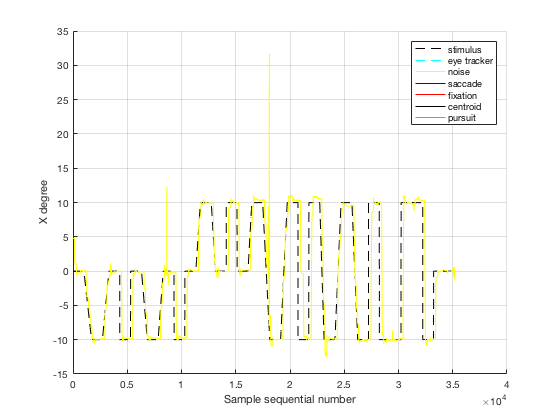 35
30
25
20
15
10
5
0
-5
-10
-15
X degree
stimulus
eye tracker
noise
saccade
fixation
centroid
pursuit
0 0.5 1 1.5 2 2.5 3 3.5 4
Sample sequential number
×10^4